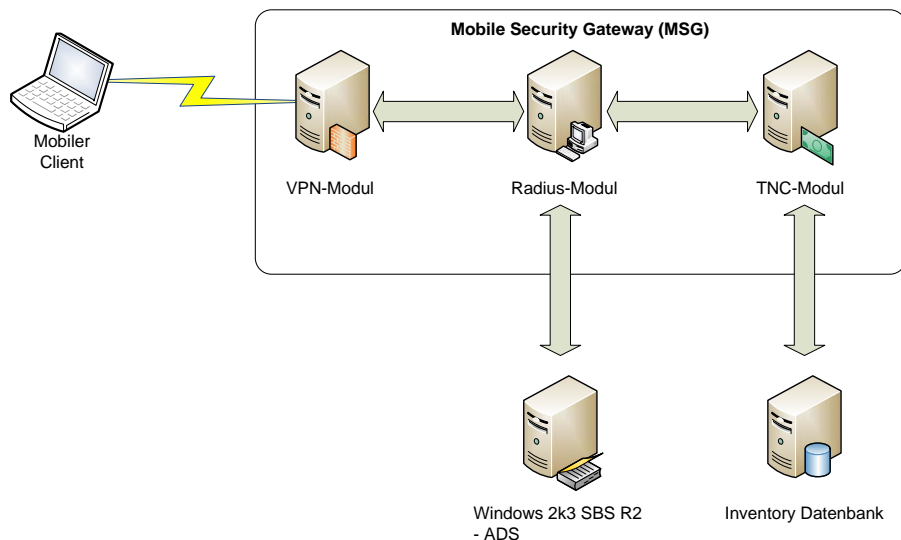 Mobile Security Gateway (MSG)
Mobiler
Client
VPN-Modul
Radius-Modul
TNC-Modul
Windows 2k3 SBS R2
- ADS
Inventory Datenbank